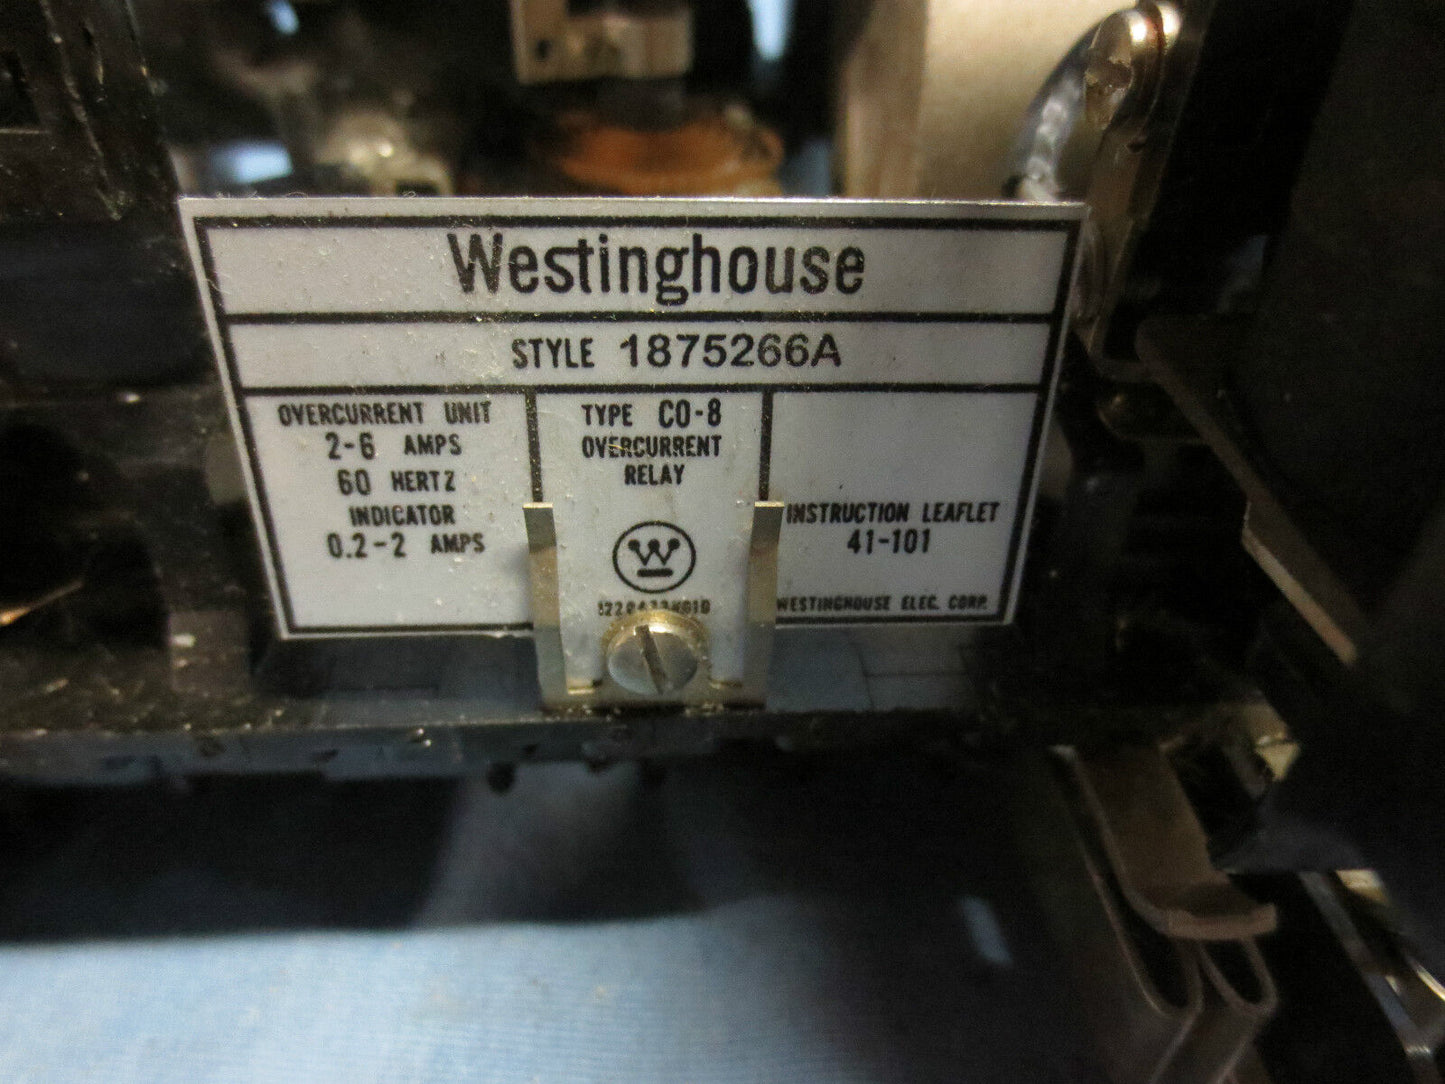 Westinghouse
STYLE 1875266A
OVERCURRENT UNIT
2-6 AMPS
60 HERTZ
INDICATOR
0.2-2 AMPS
TYPE CO-8
OVERCURRENT
RELAY
W
INSTRUCTION LEAFLET
41-101
WESTINGHOUSE ELEC. CORP.